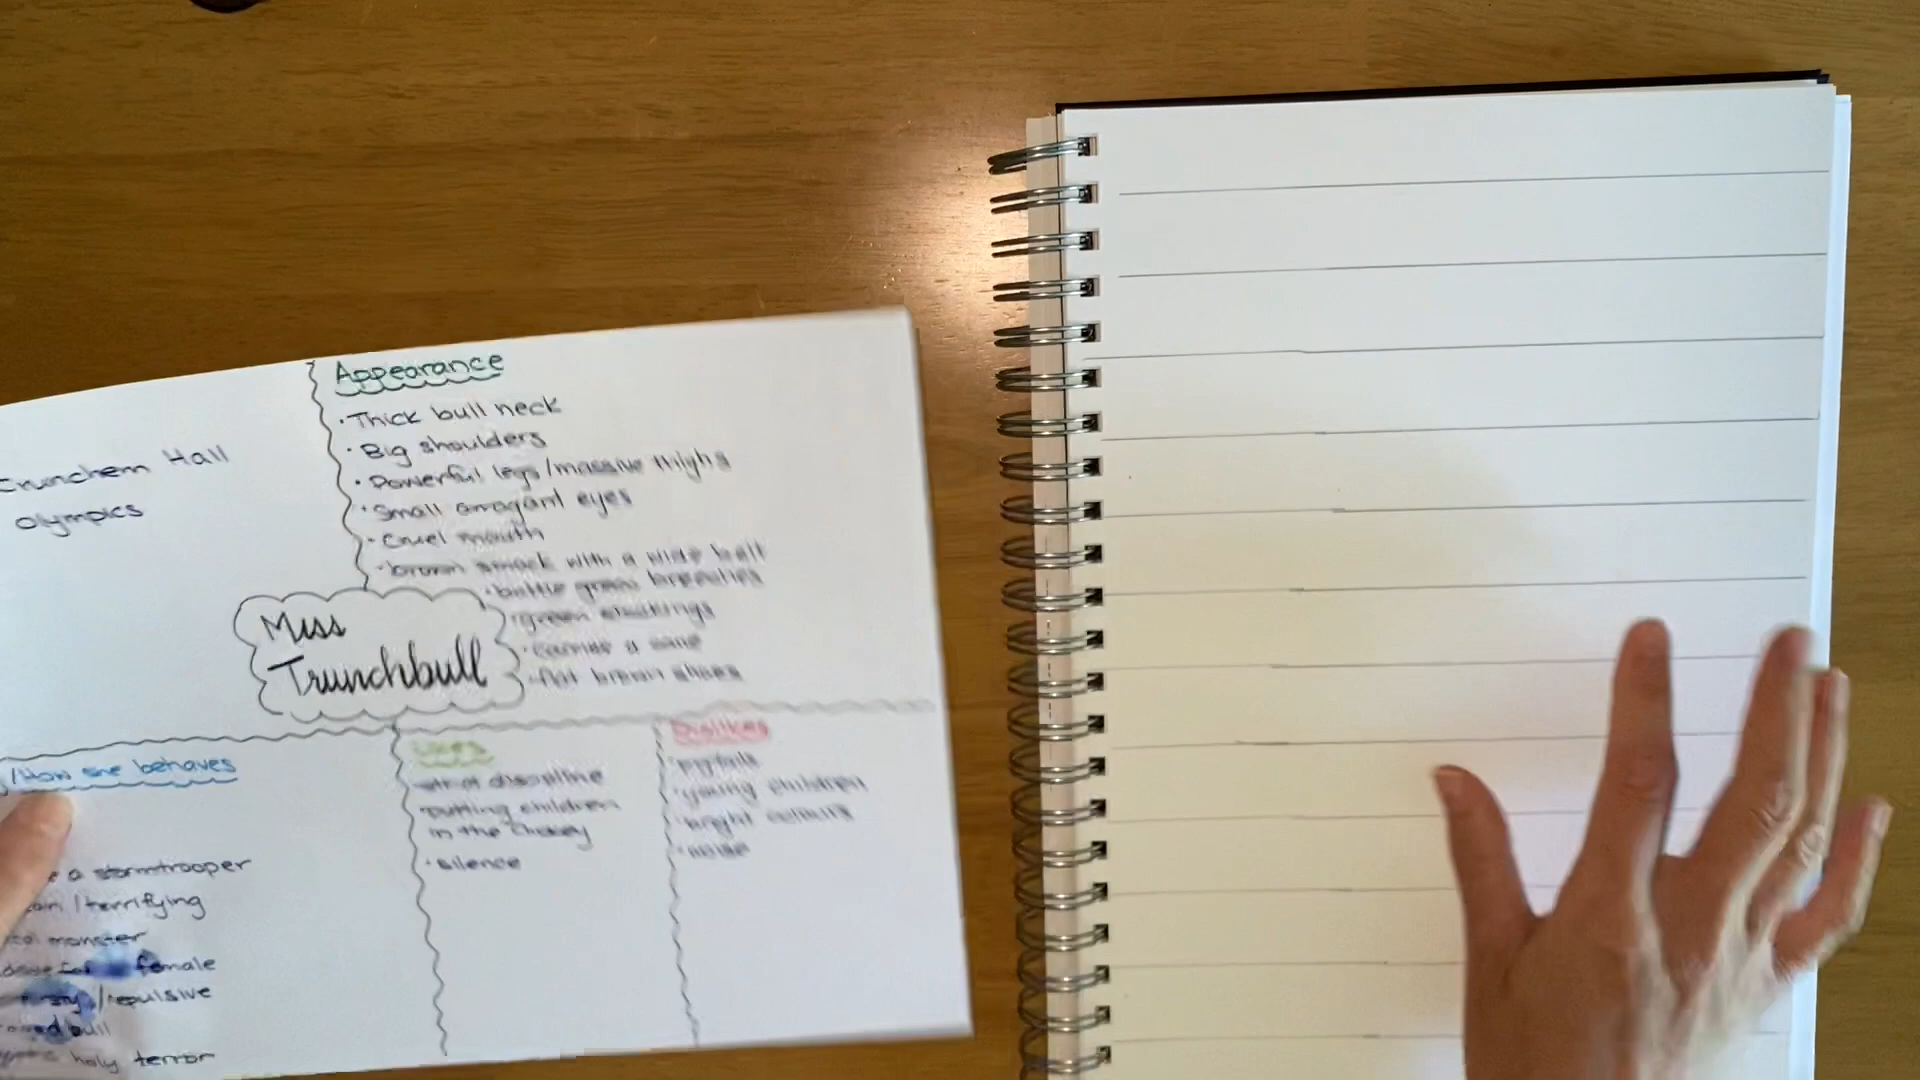 Crunchem Hall
Olympics
Appearance
· Thick bull neck
· Big shoulders
· Powerful legs/massive thighs
· Small arrogant eyes
· Cruel mouth
· brown smock with a wide belt
· bottle green breeches
· green stockings
· carries a cane
· flat brown shoes
Miss
Trunchbull
/How she behaves
a stormtrooper
/terrifying
monster
female
/repulsive
bull
holy terror
Likes
strict discipline
· putting children
in the Chokey
· silence
Dislikes
· pigtails
· young children
· bright colours
· noise